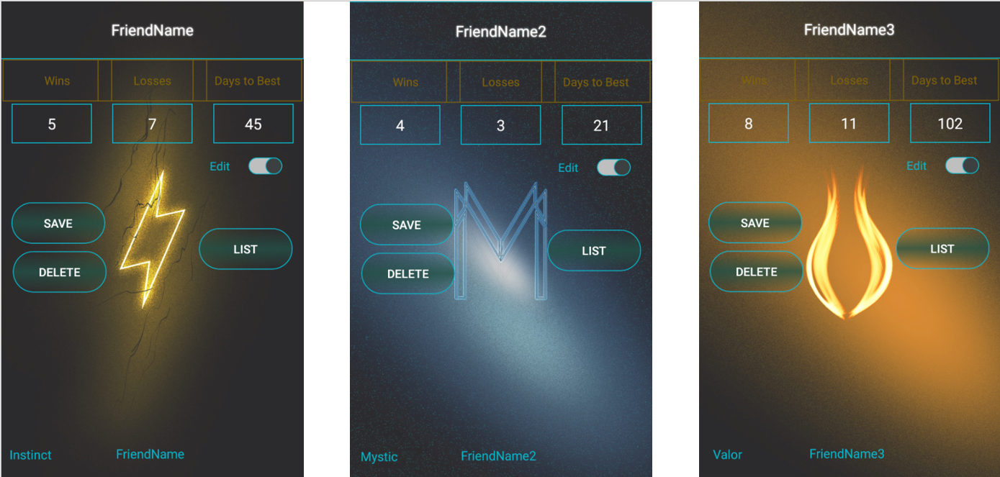 FriendName
Wins Losses Days to Best
5 7 45
Edit
SAVE
LIST
DELETE
Instinct FriendName
FriendName2
Wins Losses Days to Best
4 3 21
Edit
SAVE
LIST
DELETE
Mystic FriendName2
FriendName3
Wins Losses Days to Best
8 11 102
Edit
SAVE
LIST
DELETE
Valor FriendName3